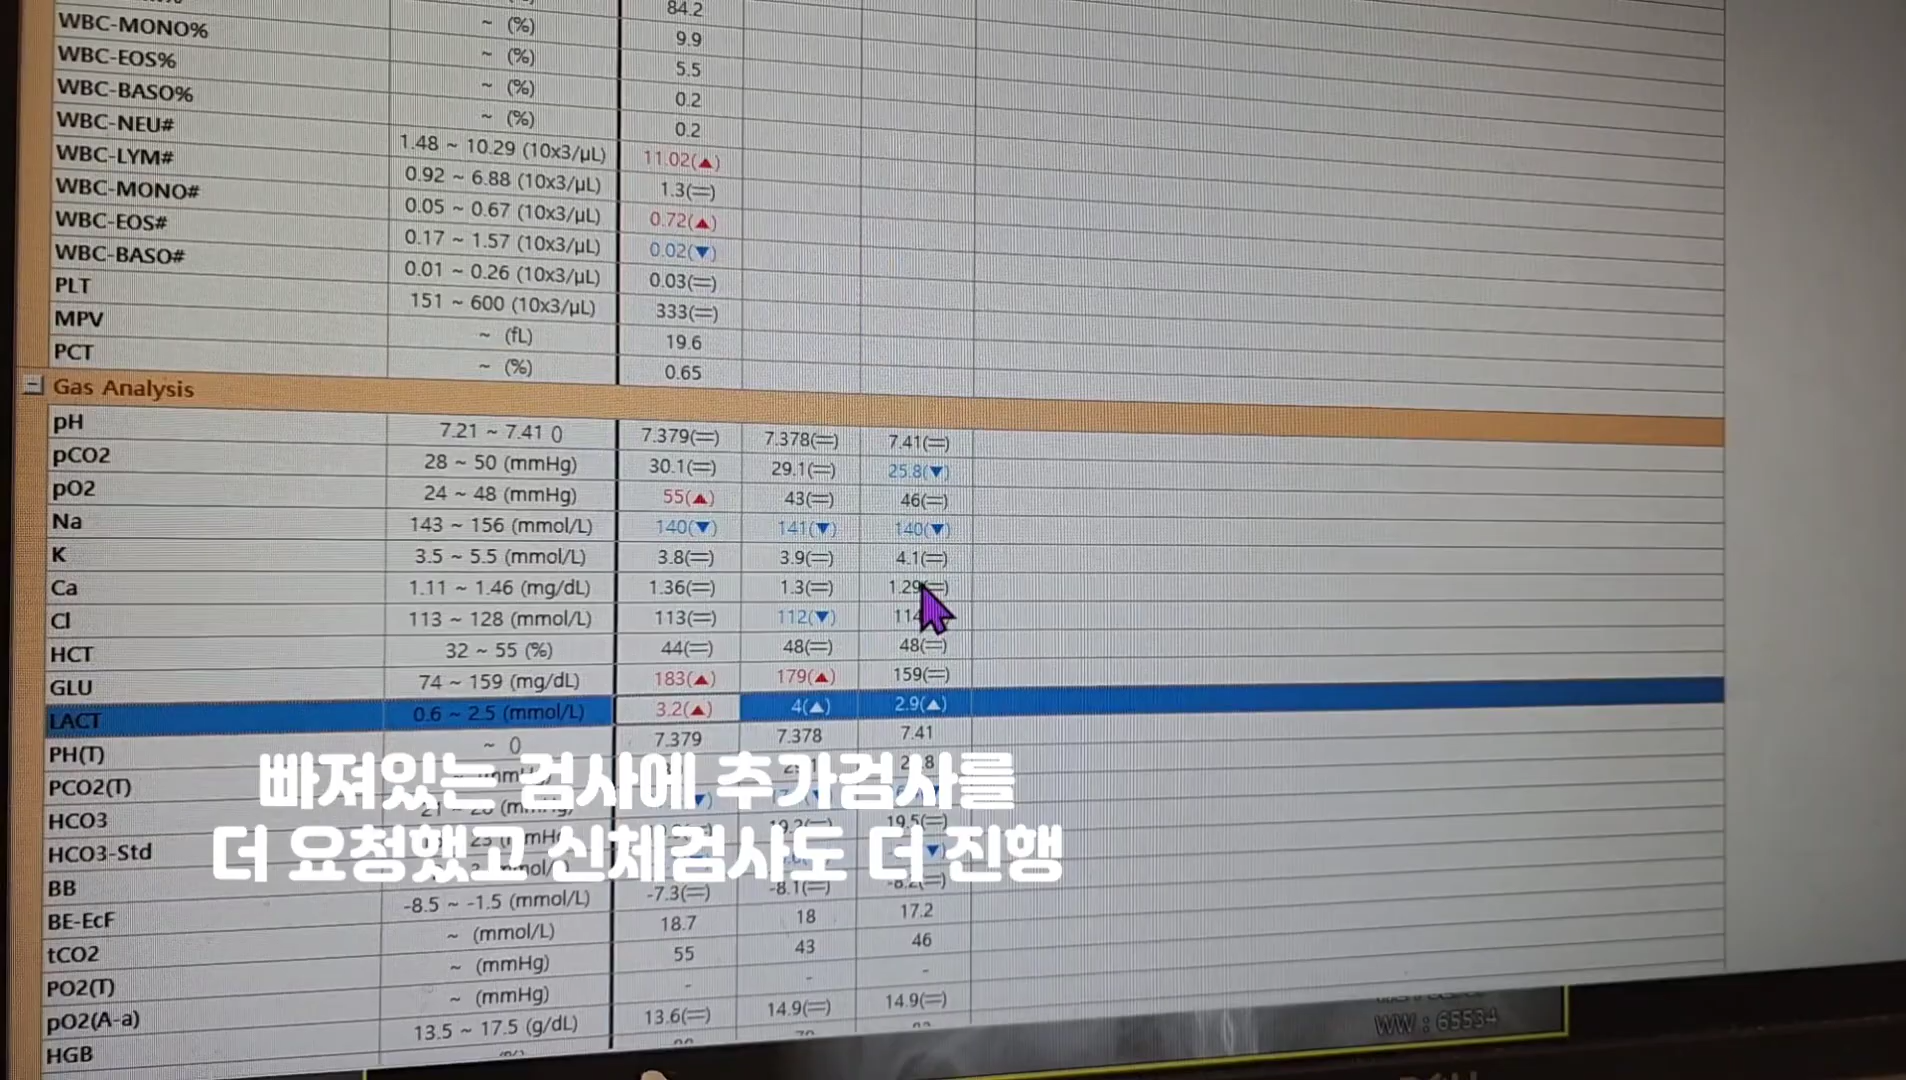 84.2
WBC-MONO% ~ (%) 9.9
WBC-EOS% ~ (%) 5.5
WBC-BASO% ~ (%) 0.2
WBC-NEU# ~ (%) 0.2
WBC-LYM# 1.48 ~ 10.29 (10x3/μL) 11.02(▲)
WBC-MONO# 0.92 ~ 6.88 (10x3/μL) 1.3(=)
WBC-EOS# 0.05 ~ 0.67 (10x3/μL) 0.72(▲)
WBC-BASO# 0.17 ~ 1.57 (10x3/μL) 0.02(▼)
PLT 0.01 ~ 0.26 (10x3/μL) 0.03(=)
MPV 151 ~ 600 (10x3/μL) 333(=)
PCT ~ (fL) 19.6
~ (%) 0.65
Gas Analysis
pH 7.21 ~ 7.41 () 7.379(=) 7.378(=) 7.41(=)
pCO2 28 ~ 50 (mmHg) 30.1(=) 29.1(=) 25.8(▼)
pO2 24 ~ 48 (mmHg) 55(▲) 43(=) 46(=)
Na 143 ~ 156 (mmol/L) 140(▼) 141(▼) 140(▼)
K 3.5 ~ 5.5 (mmol/L) 3.8(=) 3.9(=) 4.1(=)
Ca 1.11 ~ 1.46 (mg/dL) 1.36(=) 1.3(=) 1.29(=)
Cl 113 ~ 128 (mmol/L) 113(=) 112(▼) 114
HCT 32 ~ 55 (%) 44(=) 48(=) 48(=)
GLU 74 ~ 159 (mg/dL) 183(▲) 179(▲) 159(=)
LACT 0.6 ~ 2.5 (mmol/L) 3.2(▲) 4(▲) 2.9(▲)
PH(T) ~ () 7.379 7.378 7.41
PCO2(T)
HCO3
HCO3-Std 19.5(=)
BB -7.3(=) -8.1(=)
BE-EcF -8.5 ~ -1.5 (mmol/L) 18.7 18 17.2
tCO2 ~ (mmol/L) 55 43 46
PO2(T) ~ (mmHg) - - -
pO2(A-a) ~ (mmHg) 13.6(=) 14.9(=) 14.9(=)
HGB 13.5 ~ 17.5 (g/dL)
빠져있는 검사에 추가검사를
더 요청했고 신체검사도 더 진행
WW : 65534